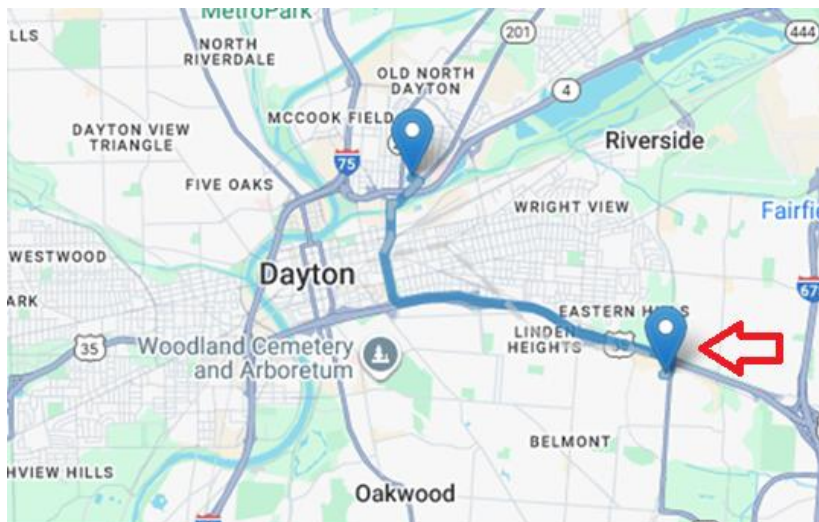 MetroPark
LLS
NORTH
RIVERDALE
201
444
OLD NORTH
DAYTON
4
MCCOOK FIELD
DAYTON VIEW
TRIANGLE
75
Riverside
FIVE OAKS
WRIGHT VIEW
Fairfi
WESTWOOD
Dayton
ARK
67
EASTERN HILLS
35
Woodland Cemetery
and Arboretum
LINDEN
HEIGHTS
35
BELMONT
HVIEW HILLS
Oakwood